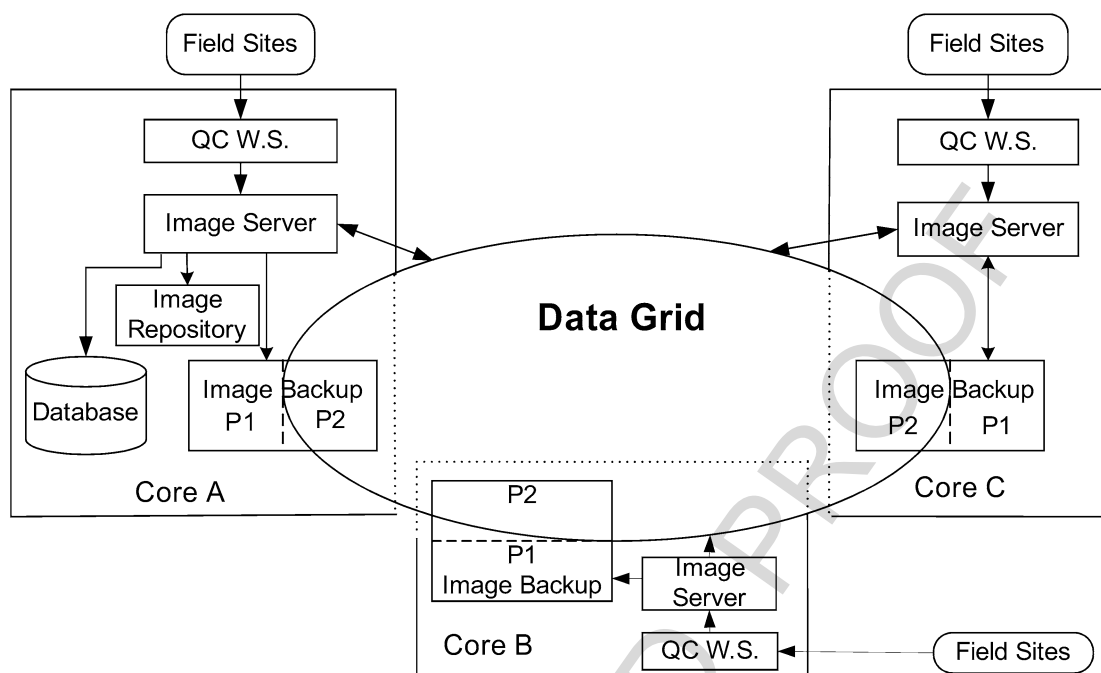 Field Sites
QC W.S.
Image Server
Image
Repository
Database
Image Backup
P1
P2
Core A
Data Grid
Field Sites
QC W.S.
Image Server
Image Backup
P2
P1
Core C
P2
P1
Image Backup
Image
Server
QC W.S.
Core B
Field Sites
PROOF